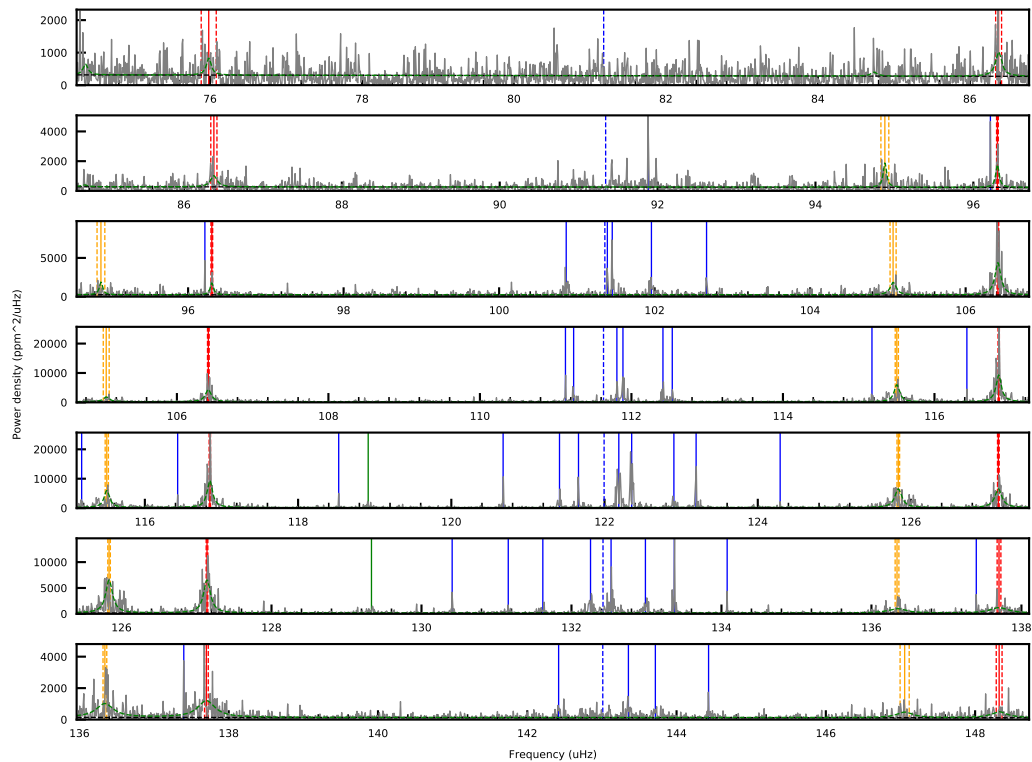 2000
1000
0
76 78 80 82 84 86
4000
2000
0
86 88 90 92 94 96
5000
0
96 98 100 102 104 106
20000
10000
0
106 108 110 112 114 116
20000
10000
0
116 118 120 122 124 126
10000
5000
0
126 128 130 132 134 136 138
4000
2000
0
136 138 140 142 144 146 148
Power density (ppm^2/uHz)
Frequency (uHz)